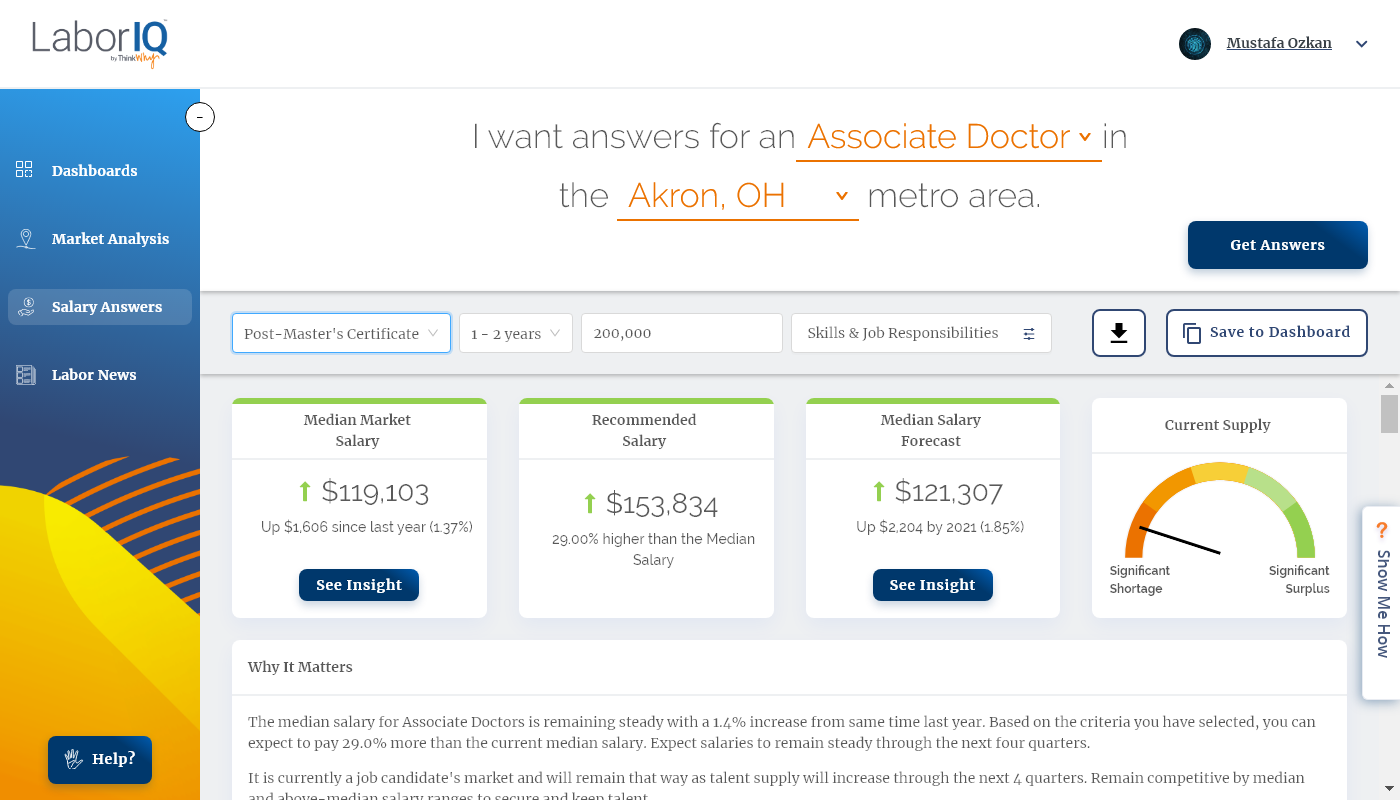 LaborIQ
by ThinkWhy
Mustafa Ozkan
-
Dashboards
Market Analysis
Salary Answers
Labor News
Help?
I want answers for an Associate Doctor in
the Akron, OH metro area.
Get Answers
Post-Master's Certificate
1 - 2 years
200,000
Skills & Job Responsibilities
Save to Dashboard
Median Market
Salary
$119,103
Up $1,606 since last year (1.37%)
See Insight
Recommended
Salary
$153,834
29.00% higher than the Median
Salary
Median Salary
Forecast
$121,307
Up $2,204 by 2021 (1.85%)
See Insight
Current Supply
Significant
Shortage
Significant
Surplus
? Show Me How
Why It Matters
The median salary for Associate Doctors is remaining steady with a 1.4% increase from same time last year. Based on the criteria you have selected, you can
expect to pay 29.0% more than the current median salary. Expect salaries to remain steady through the next four quarters.
It is currently a job candidate's market and will remain that way as talent supply will increase through the next 4 quarters. Remain competitive by median
and above-median salary ranges to secure and keep talent